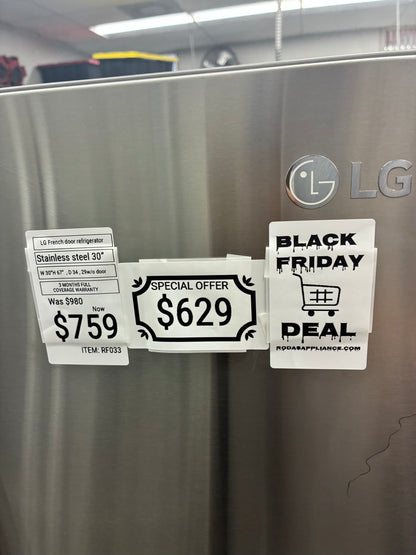 LG
LG French door refrigerator
Stainless steel 30"
W 30"H 67" , D 34 , 29w/o door
3 MONTHS FULL
COVERAGE WARRANTY
Was $980
Now
$759
ITEM: RF033
SPECIAL OFFER
$629
BLACK
FRIDAY
DEAL
NODASAPPLIANCE.COM